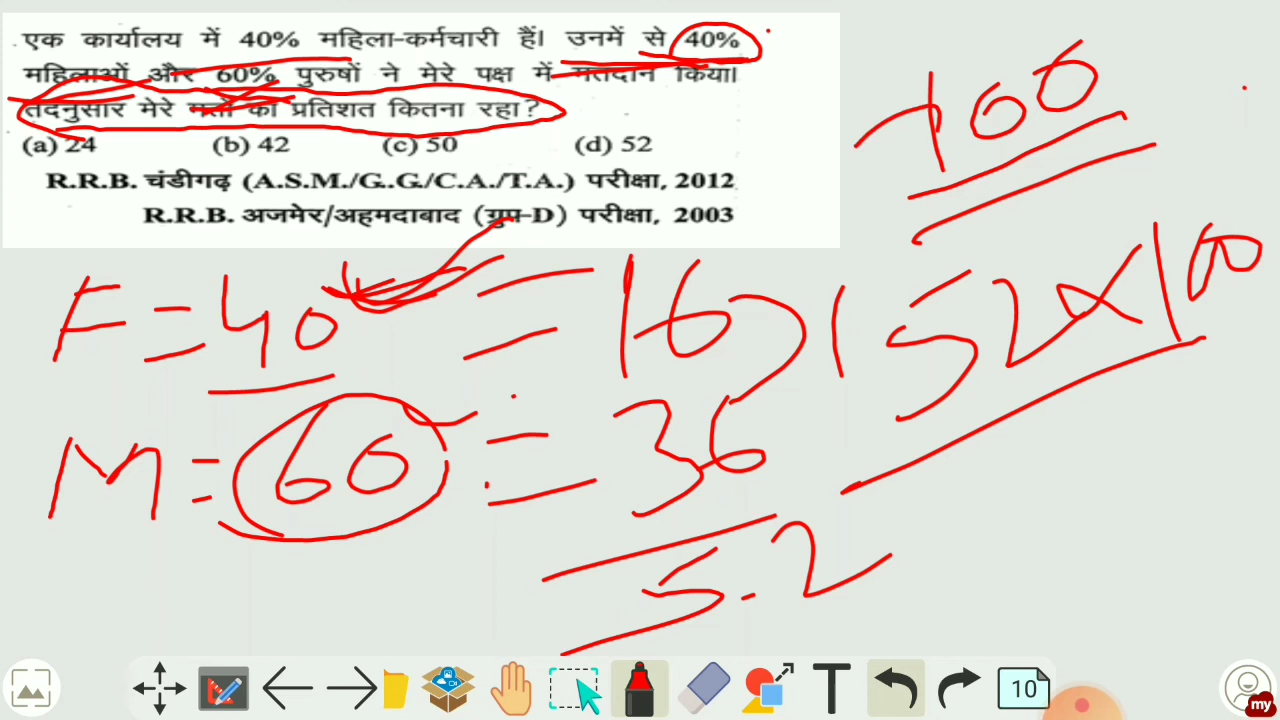 एक कार्यालय में 40% महिला-कर्मचारी हैं। उनमें से 40%
महिलाओं और 60% पुरुषों ने मेरे पक्ष में मतदान किया।
तदनुसार मेरे मतों का प्रतिशत कितना रहा?
(a) 24 (b) 42 (c) 50 (d) 52
R.R.B. चंडीगढ़ (A.S.M./G.G./C.A./T.A.) परीक्षा, 2012
R.R.B. अजमेर/अहमदाबाद (ग्रुप-D) परीक्षा, 2003
100
F = 40 = 16
52 × 100
M = 60 = 36
5.2
T
10
my